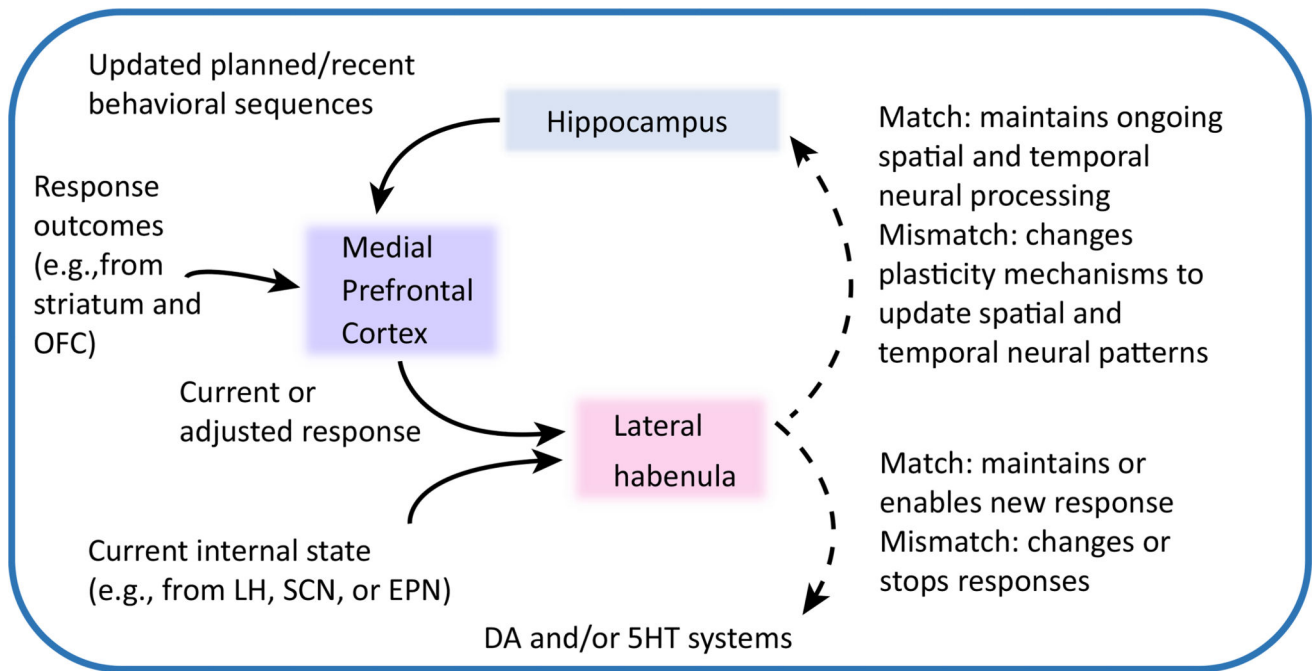 Updated planned/recent
behavioral sequences
Hippocampus
Match: maintains ongoing
spatial and temporal
neural processing
Mismatch: changes
plasticity mechanisms to
update spatial and
temporal neural patterns
Response
outcomes
(e.g.,from
striatum and
OFC)
Medial
Prefrontal
Cortex
Current or
adjusted response
Lateral
habenula
Match: maintains or
enables new response
Mismatch: changes or
stops responses
Current internal state
(e.g., from LH, SCN, or EPN)
DA and/or 5HT systems